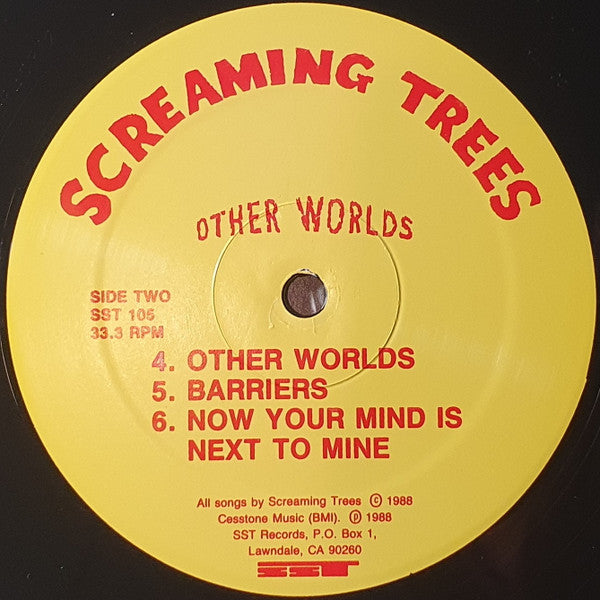 SCREAMING TREES
OTHER WORLDS
SIDE TWO
SST 105
33.3 RPM
4. OTHER WORLDS
5. BARRIERS
6. NOW YOUR MIND IS
NEXT TO MINE
All songs by Screaming Trees © 1988
Cesstone Music (BMI). ℗ 1988
SST Records, P.O. Box 1,
Lawndale, CA 90260
SST